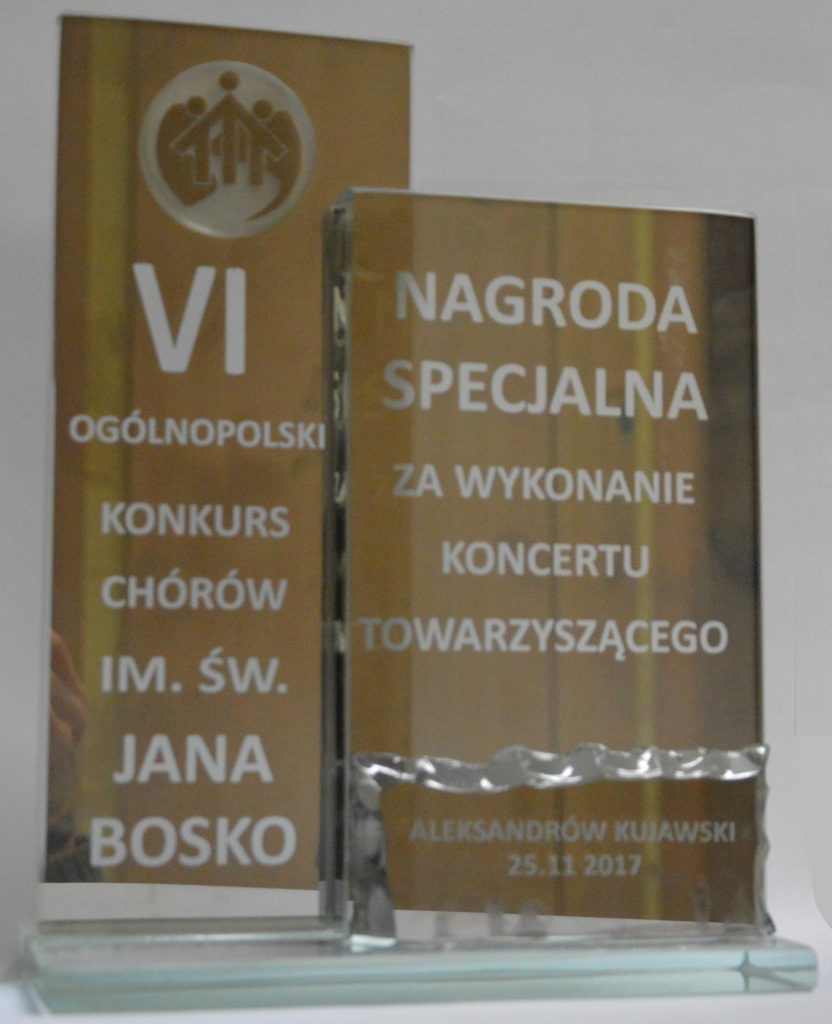 VI
OGÓLNOPOLSKI
KONKURS
CHÓRÓW
IM. ŚW.
JANA
BOSKO
NAGRODA
SPECJALNA
ZA WYKONANIE
KONCERTU
TOWARZYSZĄCEGO
ALEKSANDRÓW KUJAWSKI
25.11 2017